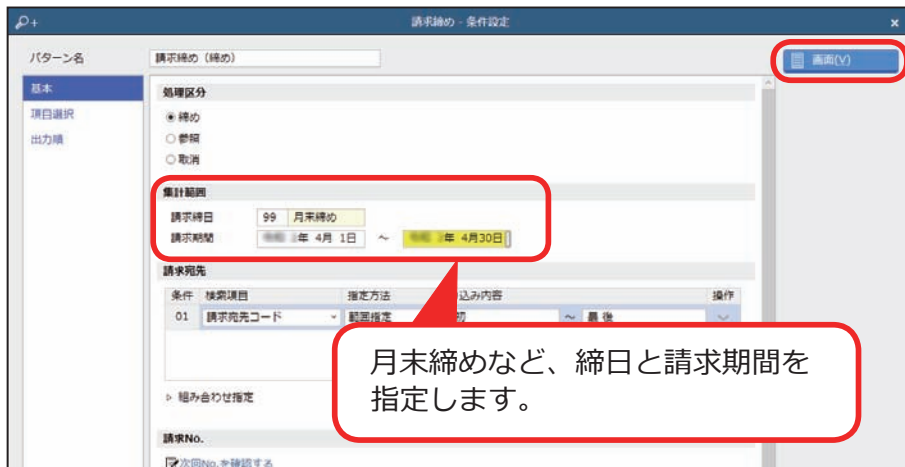 請求締め - 条件設定
パターン名 請求締め（締め） 画面(V)
基本
項目選択
出力順
処理区分
締め
参照
取消
集計範囲
請求締日 99 月末締め
請求期間 年 4月 1日 ～ 年 4月30日
請求宛先
条件 検索項目 指定方法 込み内容 操作
01 請求宛先コード 範囲指定 初 ～ 最後
月末締めなど、締日と請求期間を
指定します。
組み合わせ指定
請求No.
次回No.を確認する